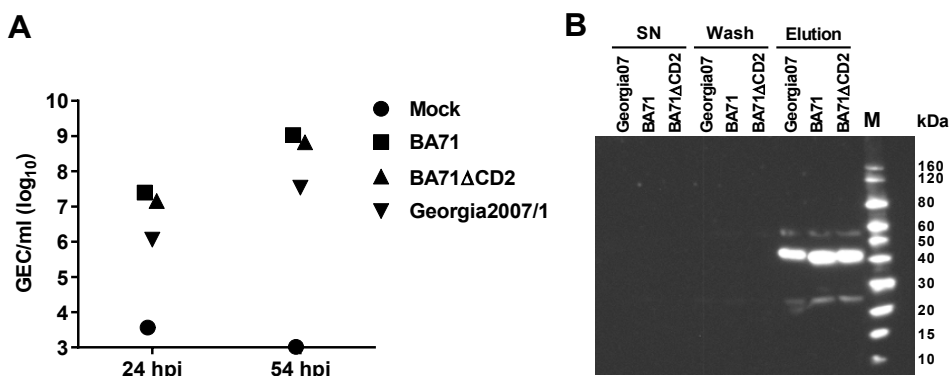 A
GEC/ml (log10)
10
9
8
7
6
5
4
3
24 hpi
54 hpi
Mock
BA71
BA71ΔCD2
Georgia2007/1
B
SN
Wash
Elution
Georgia07
BA71
BA71ΔCD2
Georgia07
BA71
BA71ΔCD2
Georgia07
BA71
BA71ΔCD2
M
kDa
160
120
80
60
50
40
30
20
15
10